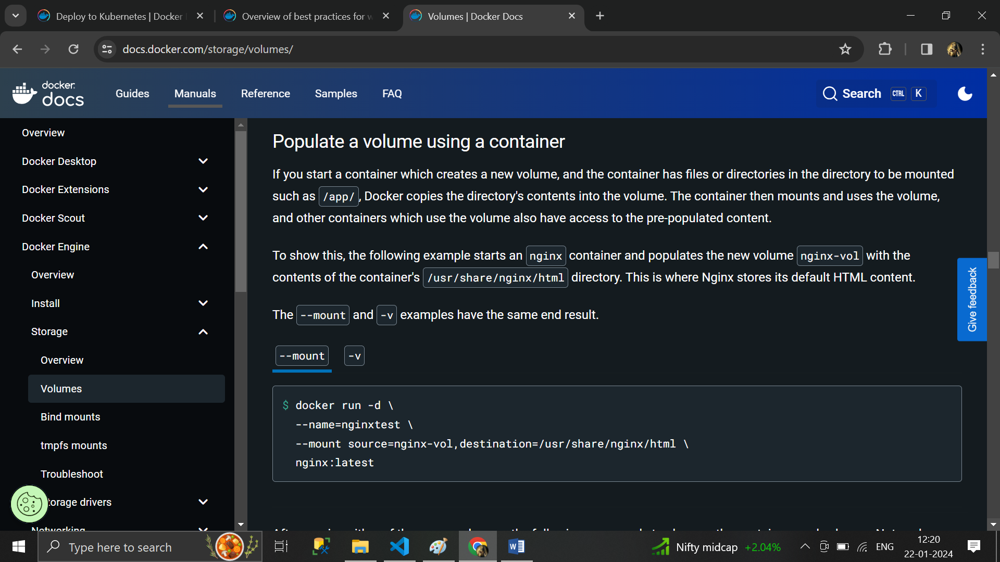 Deploy to Kubernetes | Docker
Overview of best practices for w
Volumes | Docker Docs
docs.docker.com/storage/volumes/
docker
docs
Guides
Manuals
Reference
Samples
FAQ
Search
CTRL
K
Overview
Docker Desktop
Docker Extensions
Docker Scout
Docker Engine
Overview
Install
Storage
Overview
Volumes
Bind mounts
tmpfs mounts
Troubleshoot
torage drivers
Networking
Populate a volume using a container
If you start a container which creates a new volume, and the container has files or directories in the directory to be mounted
such as /app/, Docker copies the directory's contents into the volume. The container then mounts and uses the volume,
and other containers which use the volume also have access to the pre-populated content.
To show this, the following example starts an nginx container and populates the new volume nginx-vol with the
contents of the container's /usr/share/nginx/html directory. This is where Nginx stores its default HTML content.
The --mount and -v examples have the same end result.
--mount
-v
$ docker run -d \
--name=nginxtest \
--mount source=nginx-vol,destination=/usr/share/nginx/html \
nginx:latest
Give feedback
Type here to search
Nifty midcap +2.04%
ENG
12:20
22-01-2024